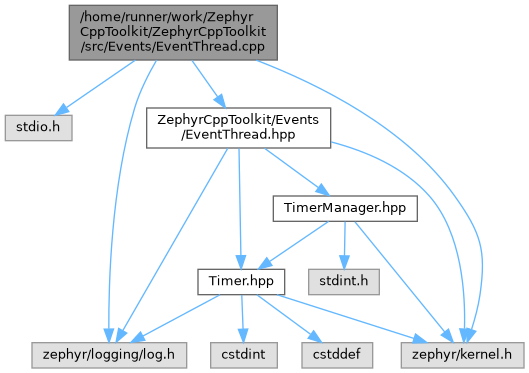 /home/runner/work/Zephyr
CppToolkit/ZephyrCppToolkit
/src/Events/EventThread.cpp
stdio.h
ZephyrCppToolkit/Events
/EventThread.hpp
TimerManager.hpp
Timer.hpp
stdint.h
zephyr/logging/log.h
cstdint
cstddef
zephyr/kernel.h